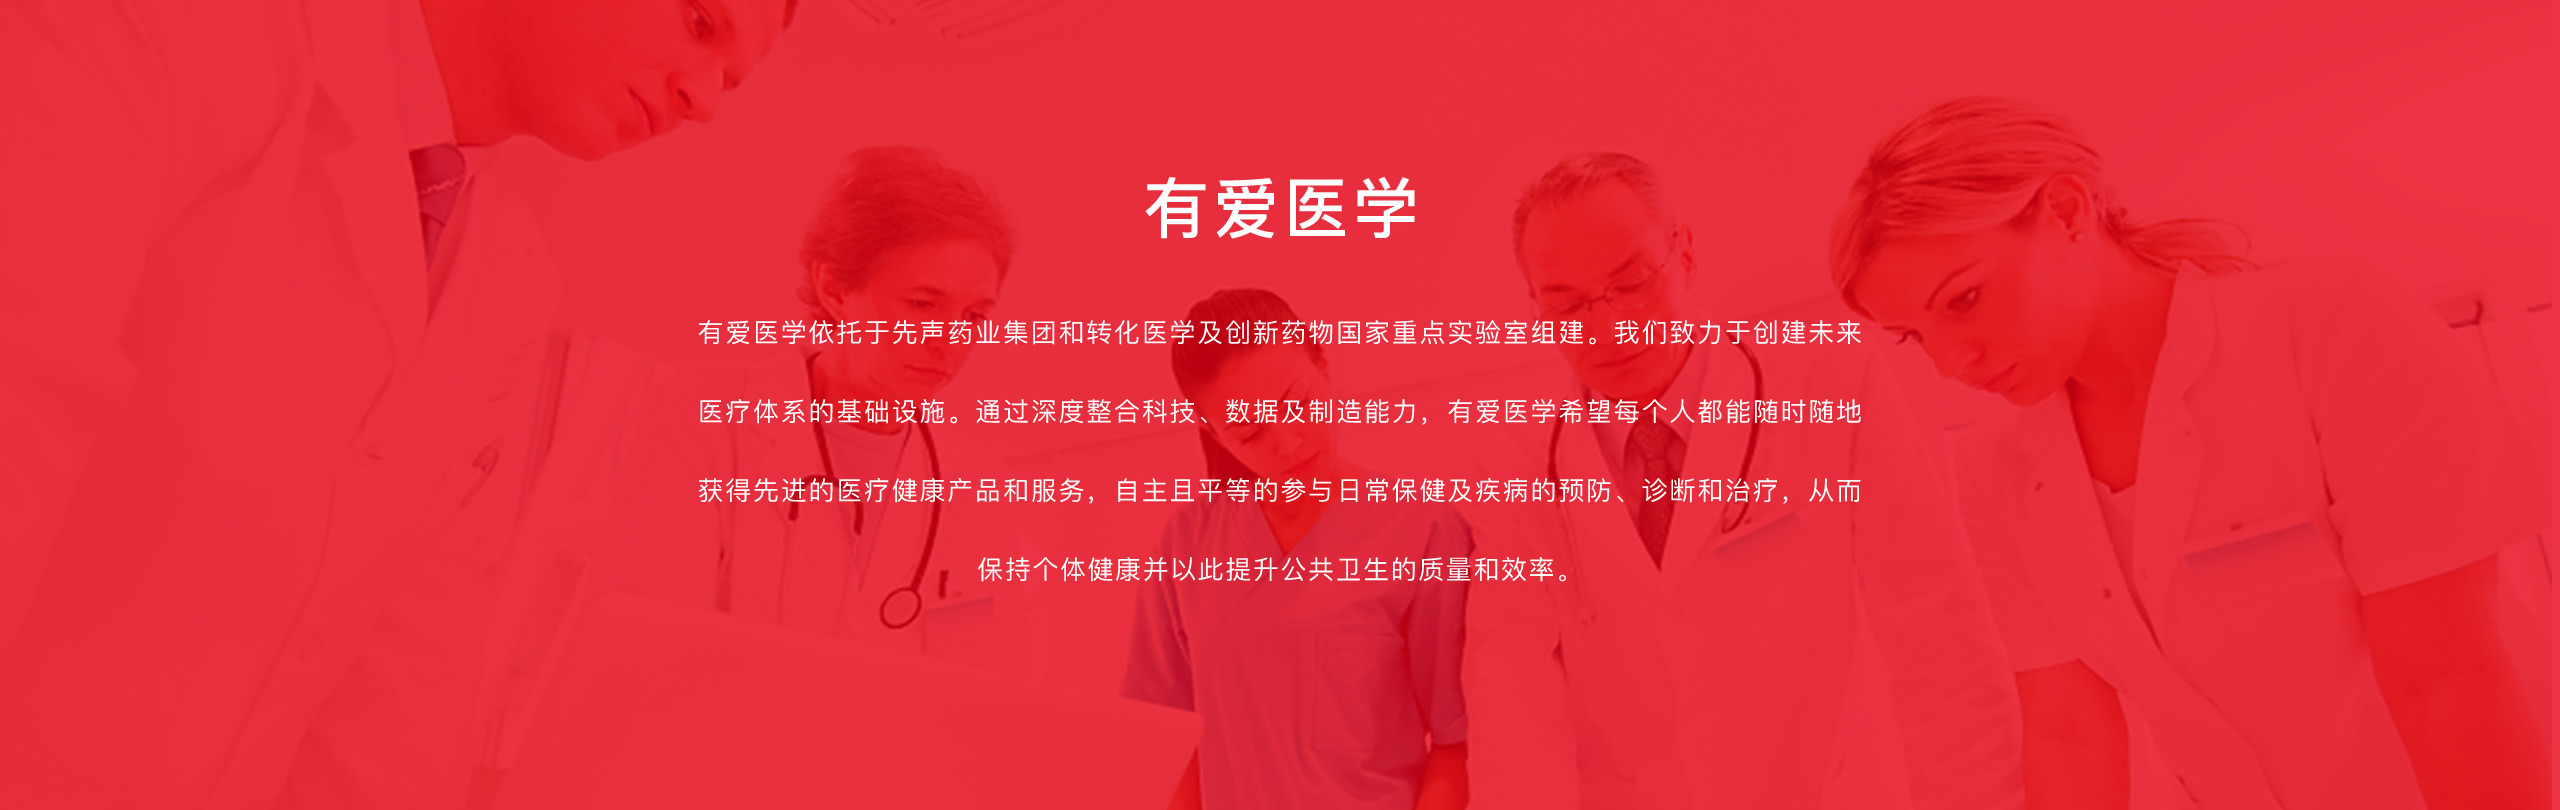 有爱医学
有爱医学依托于先声药业集团和转化医学及创新药物国家重点实验室组建。我们致力于创建未来
医疗体系的基础设施。通过深度整合科技、数据及制造能力，有爱医学希望每个人都能随时随地
获得先进的医疗健康产品和服务，自主且平等的参与日常保健及疾病的预防、诊断和治疗，从而
保持个体健康并以此提升公共卫生的质量和效率。